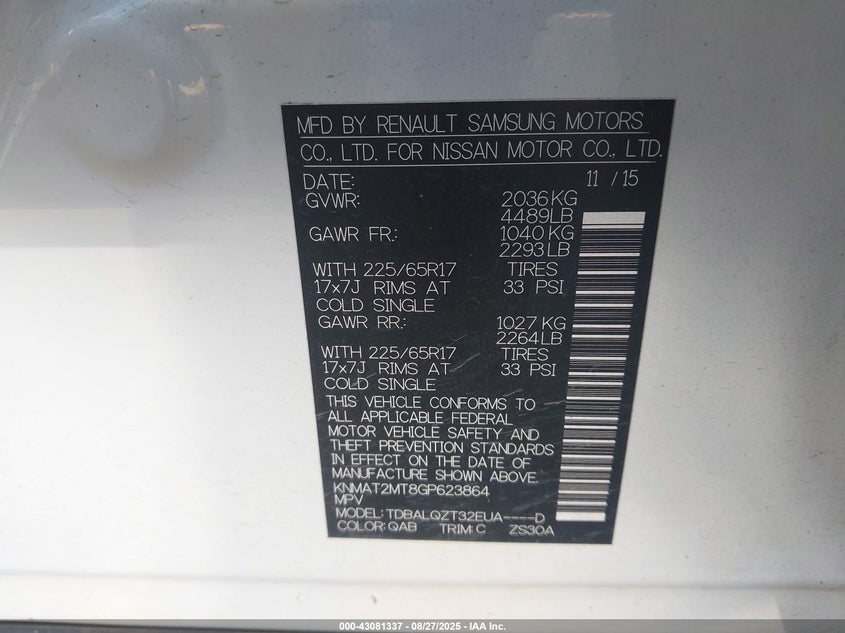 MFD BY RENAULT SAMSUNG MOTORS
CO., LTD. FOR NISSAN MOTOR CO., LTD.
DATE: 11 / 15
GVWR: 2036 KG
4489 LB
GAWR FR.: 1040 KG
2293 LB
WITH 225/65R17 TIRES
17x7J RIMS AT 33 PSI
COLD SINGLE
GAWR RR.: 1027 KG
2264 LB
WITH 225/65R17 TIRES
17x7J RIMS AT 33 PSI
COLD SINGLE
THIS VEHICLE CONFORMS TO
ALL APPLICABLE FEDERAL
MOTOR VEHICLE SAFETY AND
THEFT PREVENTION STANDARDS
IN EFFECT ON THE DATE OF
MANUFACTURE SHOWN ABOVE.
KNMAT2MT8GP623864
MPV
MODEL: TDBALQZT32EUA----D
COLOR: QAB TRIM: C ZS30A
000-43081337 - 08/27/2025 - IAA Inc.